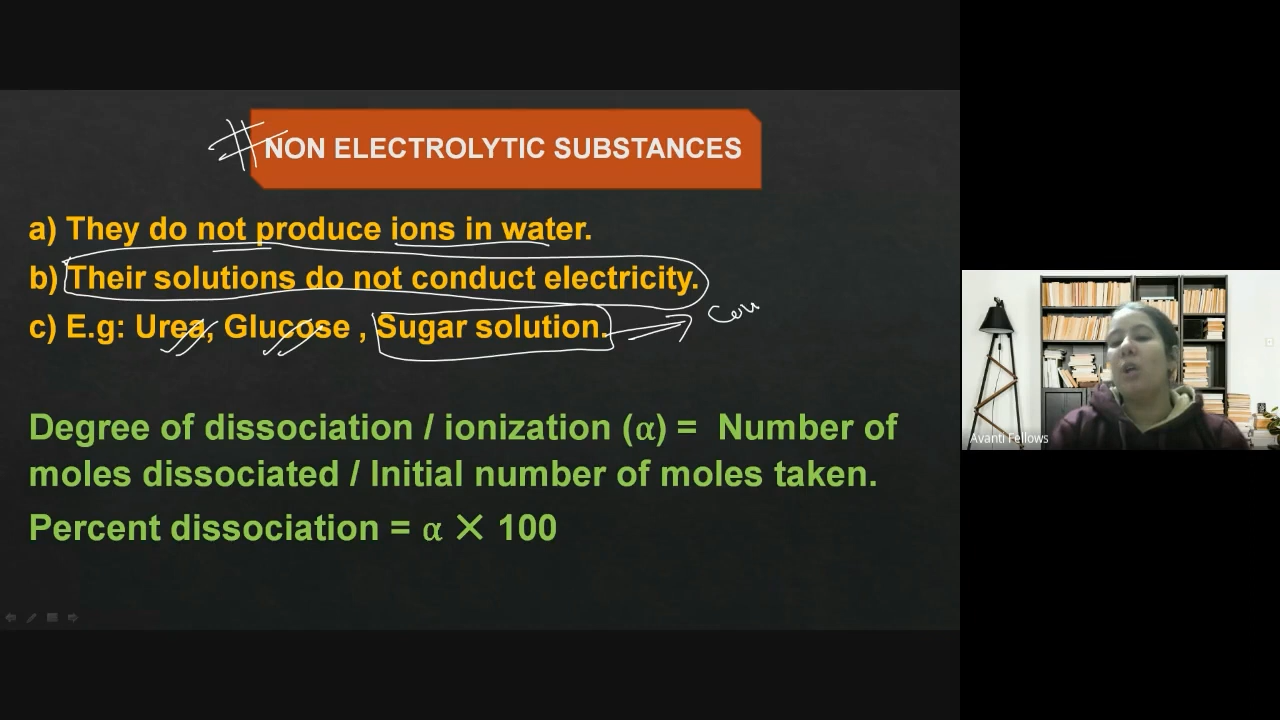 NON ELECTROLYTIC SUBSTANCES
a) They do not produce ions in water.
b) Their solutions do not conduct electricity.
c) E.g: Urea, Glucose , Sugar solution.
Degree of dissociation / ionization (α) = Number of
moles dissociated / Initial number of moles taken.
Percent dissociation = α × 100
Avanti Fellows